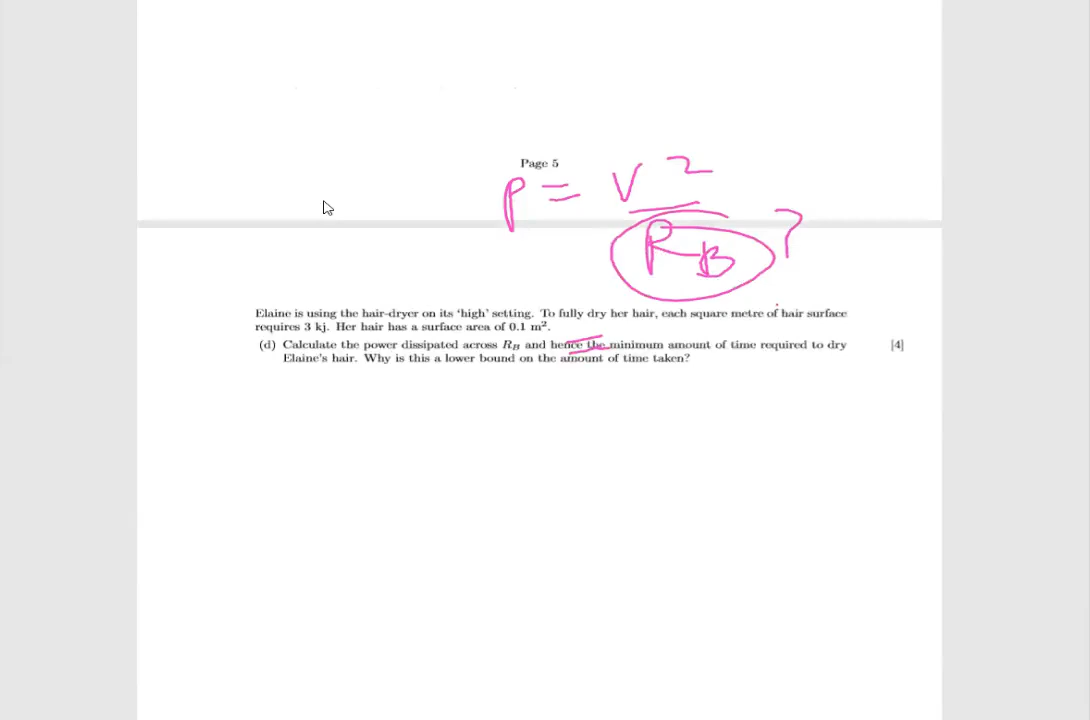 Page 5
P = V²
R_B ?
Elaine is using the hair-dryer on its ‘high’ setting. To fully dry her hair, each square metre of hair surface
requires 3 kj. Her hair has a surface area of 0.1 m².
(d) Calculate the power dissipated across R_B and hence the minimum amount of time required to dry [4]
Elaine's hair. Why is this a lower bound on the amount of time taken?